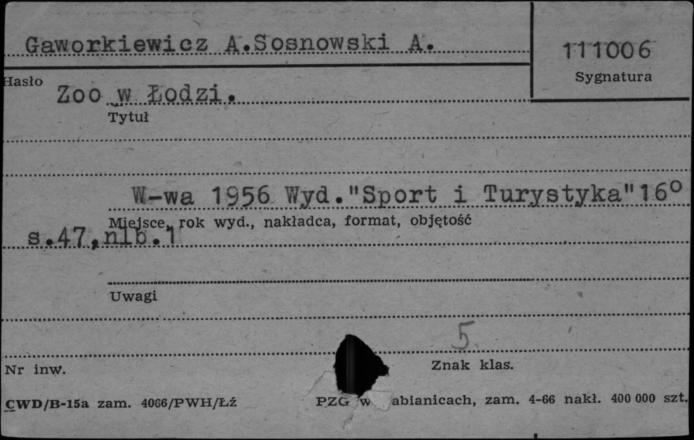 Gaworkiewicz A.Sosnowski A.
111006
Hasło
Sygnatura
Zoo w Łodzi.
Tytuł
W-wa 1956 Wyd."Sport i Turystyka"16°
Miejsce, rok wyd., nakładca, format, objętość
s.47,nlb.1
Uwagi
5
Nr inw.
Znak klas.
CWD/B-15a zam. 4066/PWH/Łź
PZG w abianicach, zam. 4-66 nakł. 400 000 szt.